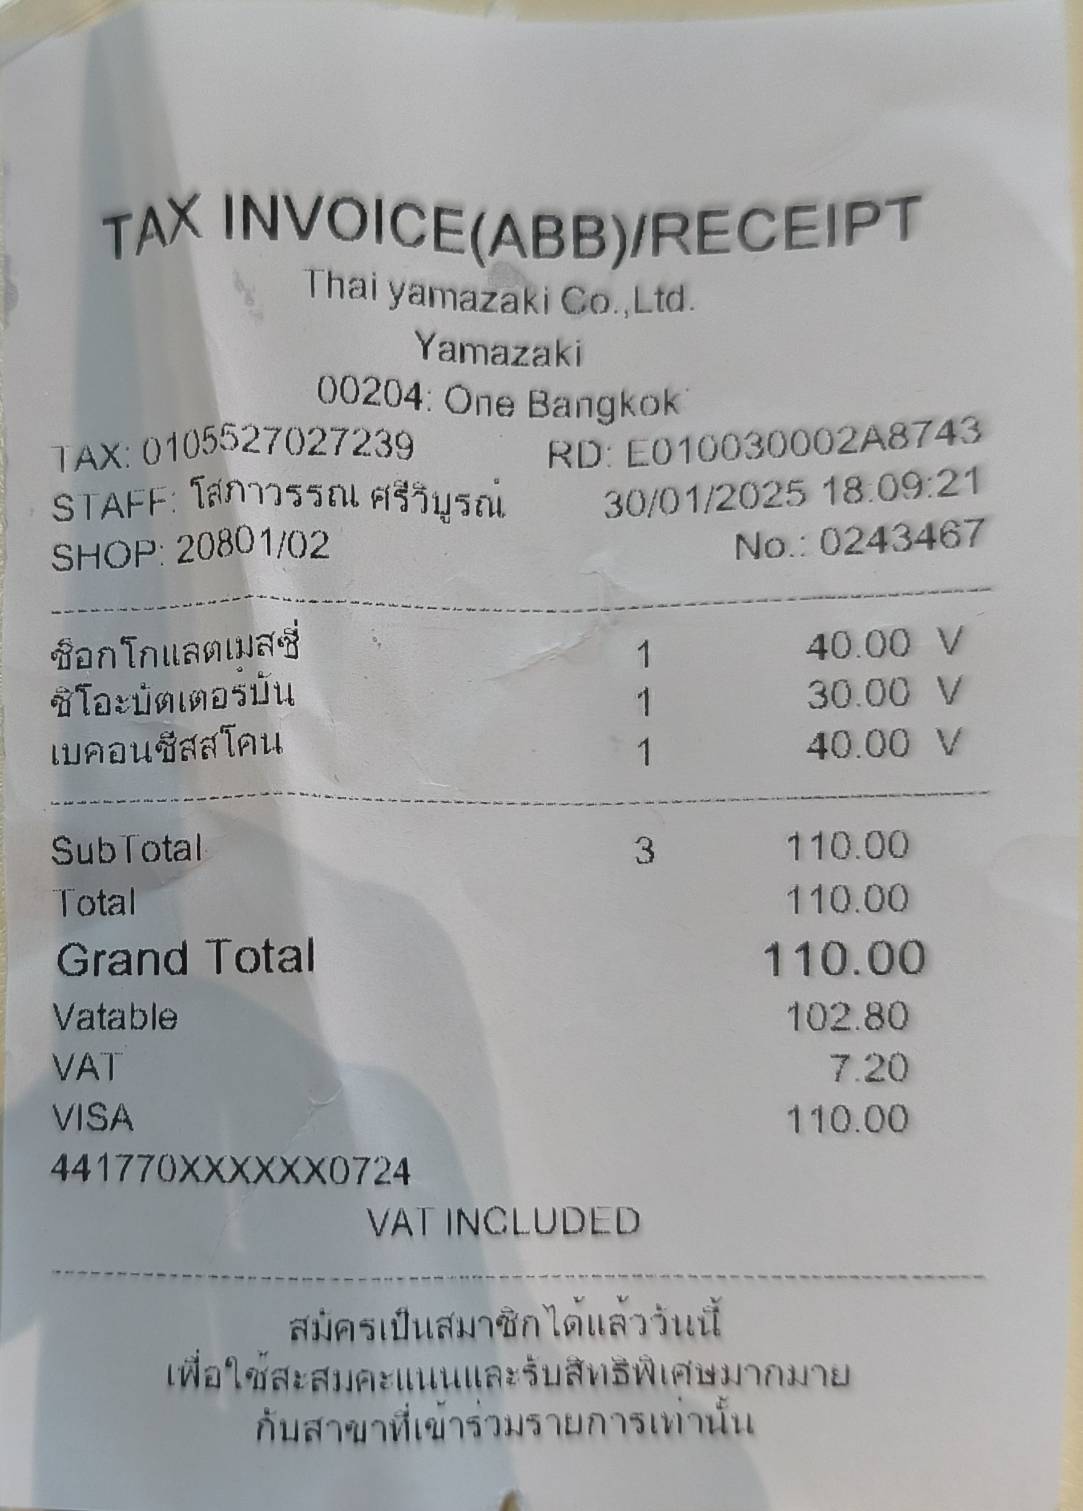 TAX INVOICE(ABB)/RECEIPT
Thai yamazaki Co.,Ltd.
Yamazaki
00204: One Bangkok
TAX: 0105527027239 RD: E010030002A8743
STAFF: โสภาวรรณ ศรีวิบูรณ์ 30/01/2025 18:09:21
SHOP: 20801/02 No.: 0243467
ช็อกโกแลตเมสซี่ 1 40.00 V
ชิโอะบัตเตอร์บัน 1 30.00 V
เบคอนชีสสโคน 1 40.00 V
SubTotal 3 110.00
Total 110.00
Grand Total 110.00
Vatable 102.80
VAT 7.20
VISA 110.00
441770XXXXXX0724
VAT INCLUDED
สมัครเป็นสมาชิกได้แล้ววันนี้
เพื่อใช้สะสมคะแนนและรับสิทธิพิเศษมากมาย
กับสาขาที่เข้าร่วมรายการเท่านั้น